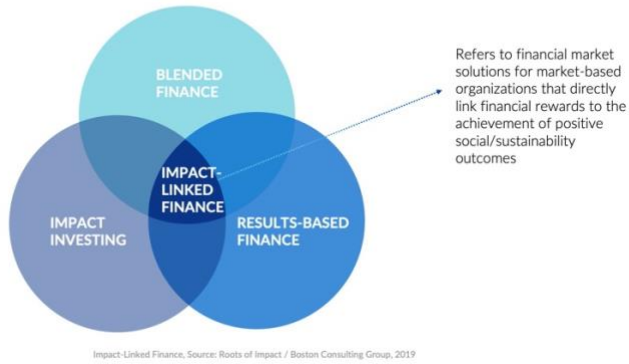 BLENDED
FINANCE
Refers to financial market
solutions for market-based
organizations that directly
link financial rewards to the
achievement of positive
social/sustainability
outcomes
IMPACT-
LINKED
FINANCE
IMPACT
INVESTING
RESULTS-BASED
FINANCE
Impact-Linked Finance, Source: Roots of Impact / Boston Consulting Group, 2019